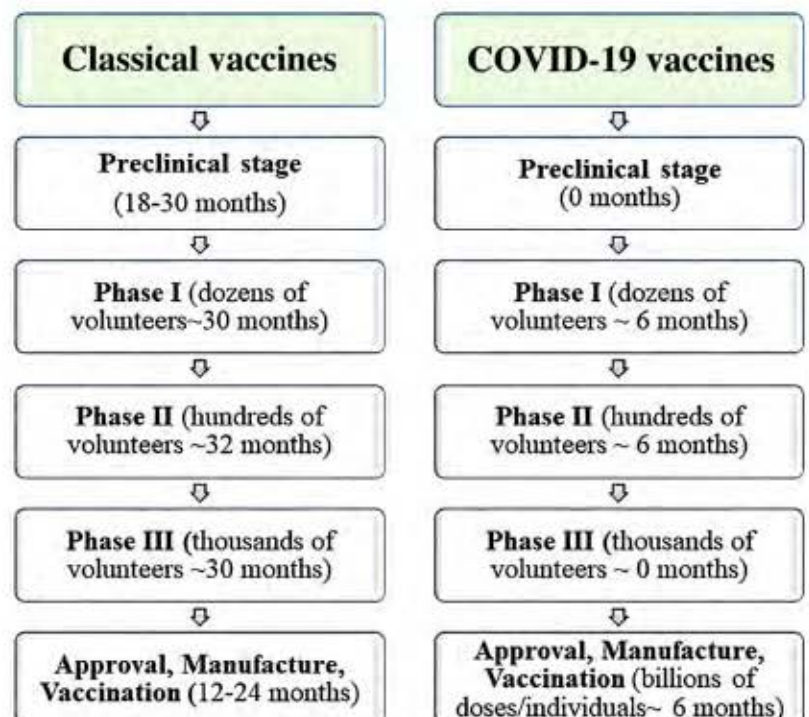 Classical vaccines
Preclinical stage
(18-30 months)
Phase I (dozens of
volunteers~30 months)
Phase II (hundreds of
volunteers ~32 months)
Phase III (thousands of
volunteers ~30 months)
Approval, Manufacture,
Vaccination (12-24 months)
COVID-19 vaccines
Preclinical stage
(0 months)
Phase I (dozens of
volunteers ~ 6 months)
Phase II (hundreds of
volunteers ~ 6 months)
Phase III (thousands of
volunteers ~ 0 months)
Approval, Manufacture,
Vaccination (billions of
doses/individuals~ 6 months)